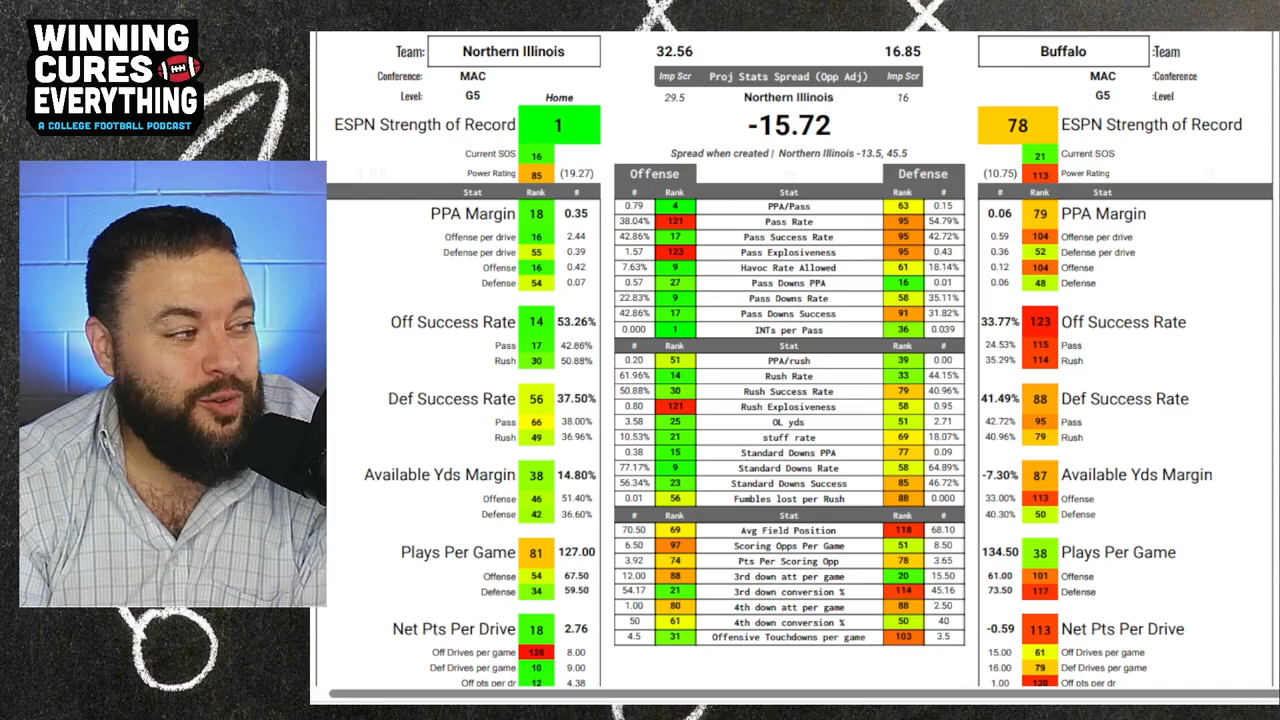 WINNING
CURES
EVERYTHING
A COLLEGE FOOTBALL PODCAST
Team: Northern Illinois 32.56 16.85 Buffalo :Team
Conference: MAC Imp Scr Proj Stats Spread (Opp Adj) Imp Scr MAC :Conference
Level: G5 Home 29.5 Northern Illinois 16 G5 :Level
ESPN Strength of Record 1 -15.72 78 ESPN Strength of Record
Current SOS 16 Spread when created | Northern Illinois -13.5, 45.5 21 Current SOS
Power Rating 85 (19.27) (10.75) 113 Power Rating
Offense Defense
Stat Rank # # Rank Stat Rank # # Rank Stat
0.79 4 PPA/Pass 63 0.15
PPA Margin 18 0.35 0.06 79 PPA Margin
38.04% 121 Pass Rate 95 54.79%
Offense per drive 16 2.44 42.86% 17 Pass Success Rate 95 42.72% 0.59 104 Offense per drive
Defense per drive 55 0.39 1.57 123 Pass Explosiveness 95 0.43 0.36 52 Defense per drive
Offense 16 0.42 7.63% 9 Havoc Rate Allowed 61 18.14% 0.12 104 Offense
Defense 54 0.07 0.57 27 Pass Downs PPA 16 0.01 0.06 48 Defense
22.83% 9 Pass Downs Rate 58 35.11%
42.86% 17 Pass Downs Success 91 31.82%
Off Success Rate 14 53.26% 33.77% 123 Off Success Rate
0.000 1 INTs per Pass 36 0.039
Pass 17 42.86% # Rank Stat Rank # 24.53% 115 Pass
Rush 30 50.88% 0.20 51 PPA/rush 39 0.00 35.29% 114 Rush
61.96% 14 Rush Rate 33 44.15%
50.88% 30 Rush Success Rate 79 40.96%
Def Success Rate 56 37.50% 41.49% 88 Def Success Rate
0.80 121 Rush Explosiveness 58 0.95
Pass 66 38.00% 3.58 25 OL yds 51 2.71 42.72% 95 Pass
Rush 49 36.96% 10.53% 21 stuff rate 69 18.07% 40.96% 79 Rush
0.38 15 Standard Downs PPA 77 0.09
77.17% 9 Standard Downs Rate 58 64.89%
Available Yds Margin 38 14.80% -7.30% 87 Available Yds Margin
56.34% 23 Standard Downs Success 85 46.72%
Offense 46 51.40% 0.01 56 Fumbles lost per Rush 88 0.000 33.00% 113 Offense
Defense 42 36.60% # Rank Stat Rank # 40.30% 50 Defense
70.50 69 Avg Field Position 118 68.10
6.50 97 Scoring Opps Per Game 51 8.50
Plays Per Game 81 127.00 134.50 38 Plays Per Game
3.92 74 Pts Per Scoring Opp 78 3.65
Offense 54 67.50 12.00 88 3rd down att per game 20 15.50 61.00 101 Offense
Defense 34 59.50 54.17 21 3rd down conversion % 114 45.16 73.50 117 Defense
1.00 80 4th down att per game 88 2.50
50 61 4th down conversion % 50 40
Net Pts Per Drive 18 2.76 -0.59 113 Net Pts Per Drive
4.5 31 Offensive Touchdowns per game 103 3.5
Off Drives per game 128 8.00 15.00 61 Off Drives per game
Def Drives per game 10 9.00 16.00 79 Def Drives per game
Off pts per dr 12 4.38 1.00 120 Off pts per dr